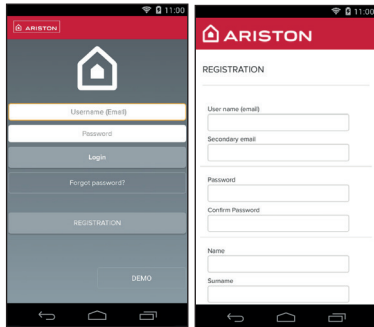 11:00
ARISTON
Username (Email)
Password
Login
Forgot password?
REGISTRATION
DEMO
11:00
ARISTON
REGISTRATION
User name (email)
Secondary email
Password
Confirm Password
Name
Surname